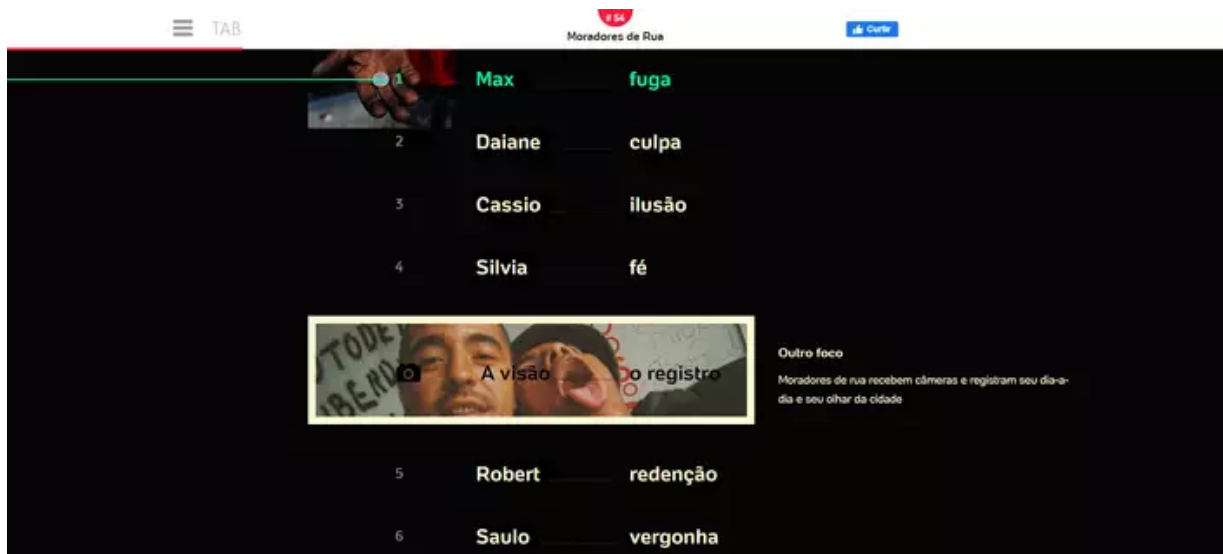 TAB
# 54
Moradores de Rua
Curtir
1 Max fuga
2 Daiane culpa
3 Cassio ilusão
4 Silvia fé
A visão o registro
Outro foco
Moradores de rua recebem câmeras e registram seu dia-a-
dia e seu olhar da cidade
5 Robert redenção
6 Saulo vergonha